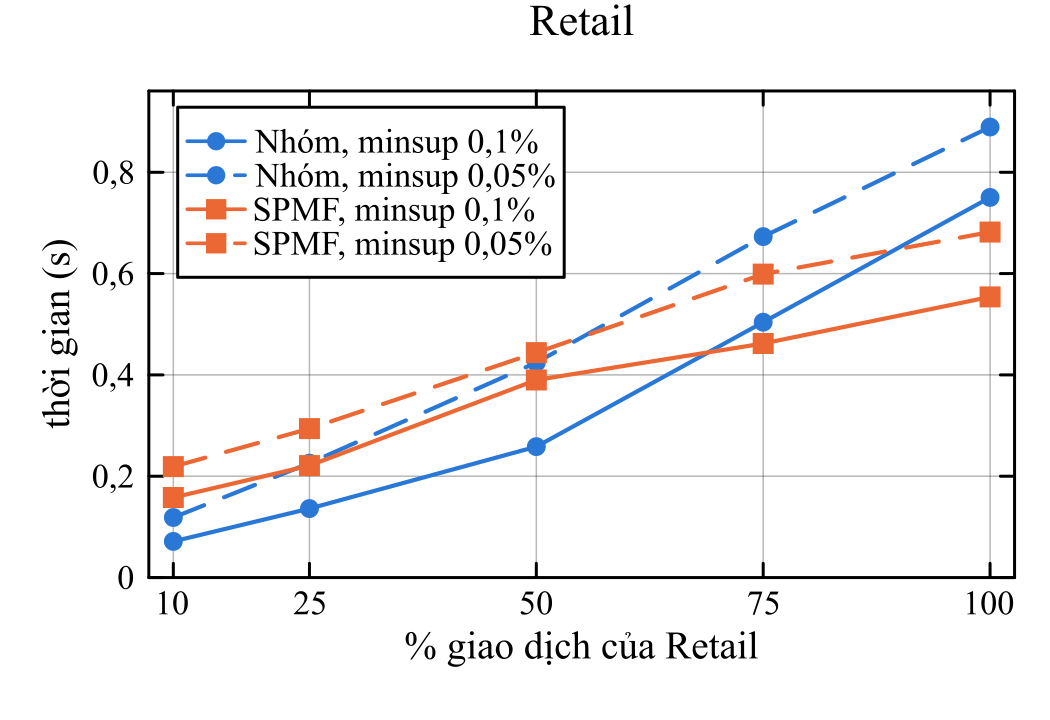 Retail
Nhóm, minsup 0,1%
Nhóm, minsup 0,05%
SPMF, minsup 0,1%
SPMF, minsup 0,05%
thời gian (s)
0,8
0,6
0,4
0,2
0
10 25 50 75 100
% giao dịch của Retail